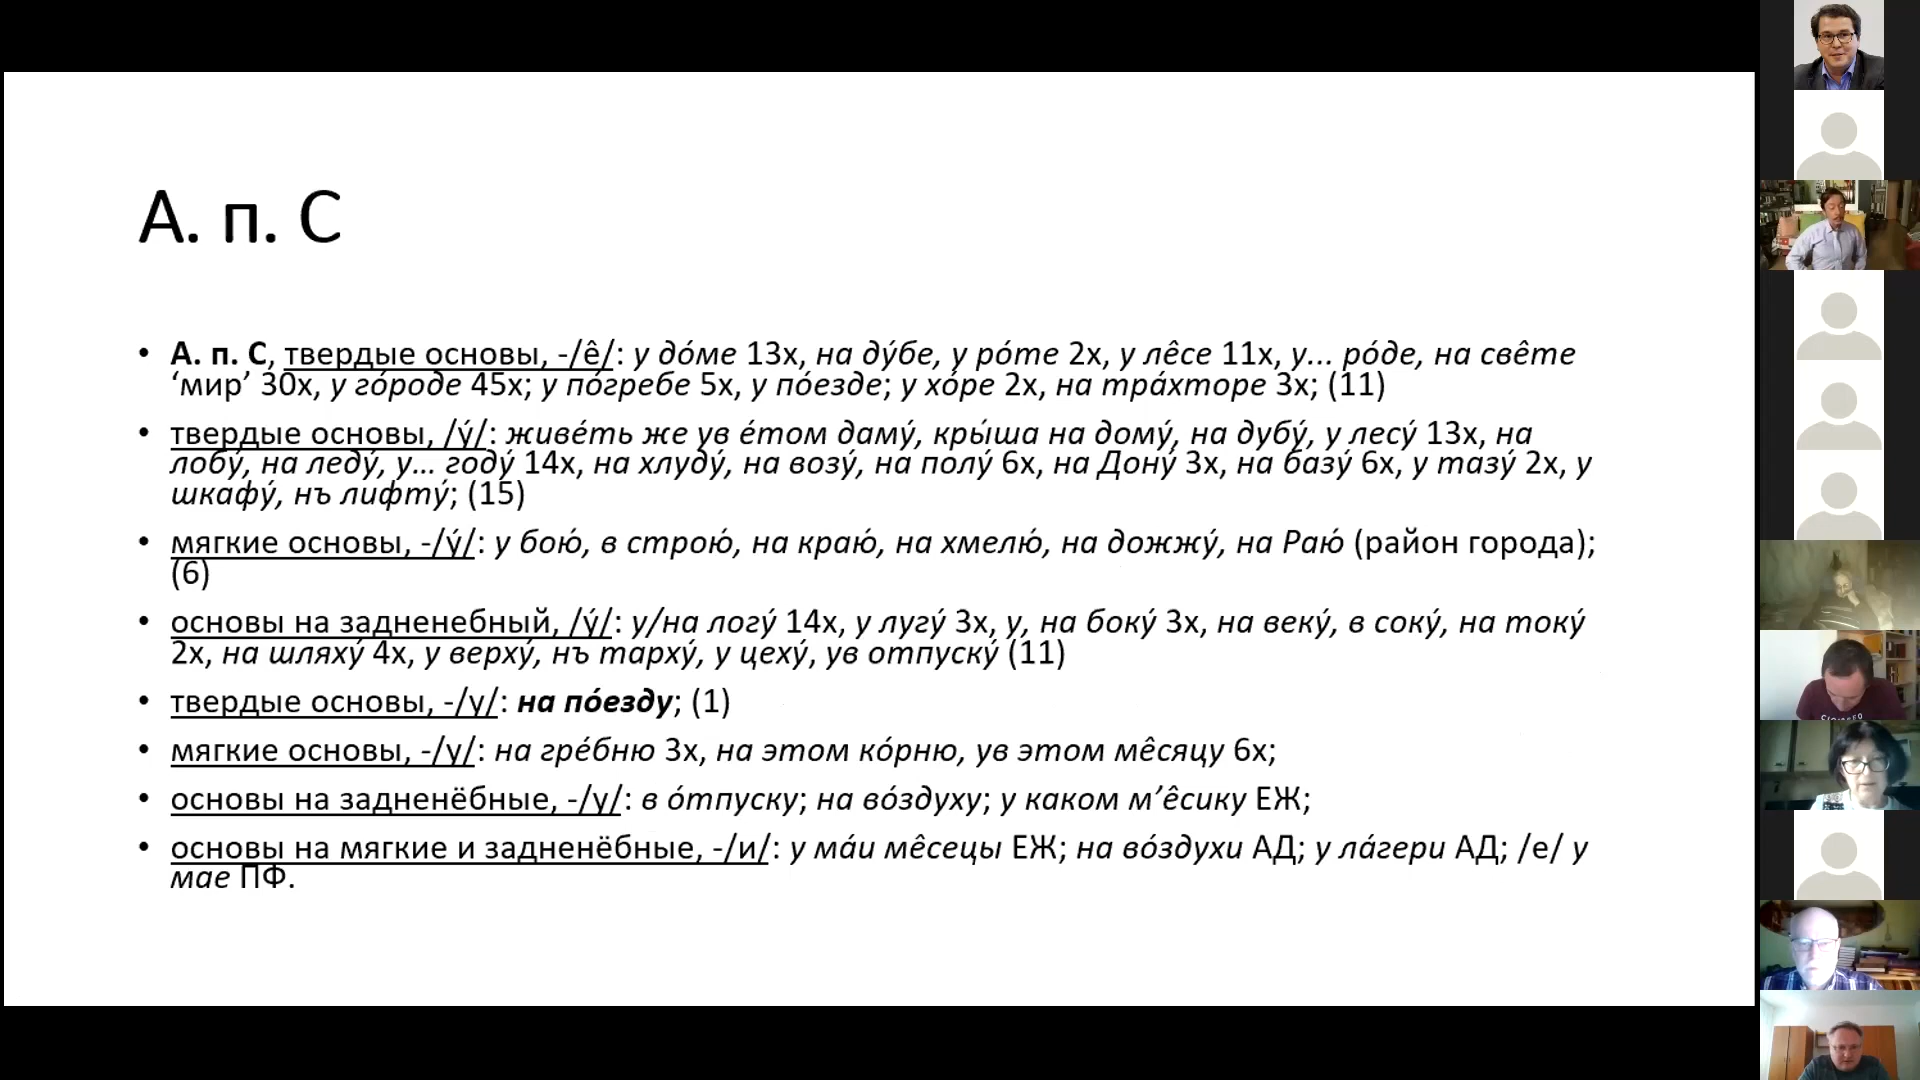 А. п. С
• А. п. С, твердые основы, -/ê/: у до́ме 13х, на ду́бе, у ро́те 2х, у лêсе 11х, у... ро́де, на свêте
‘мир’ 30х, у го́роде 45х; у по́гребе 5х, у по́езде; у хо́ре 2х, на тра́хторе 3х; (11)
• твердые основы, /у́/: живе́ть же ув е́том даму́, кры́ша на дому́, на дубу́, у лесу́ 13х, на
лобу́, на леду́, у... году́ 14х, на хлуду́, на возу́, на полу́ 6х, на Дону́ 3х, на базу́ 6х, у тазу́ 2х, у
шкафу́, нъ лифту́; (15)
• мягкие основы, -/у́/: у бою́, в строю́, на краю́, на хмелю́, на дожжу́, на Раю́ (район города);
(6)
• основы на задненебный, /у́/: у/на логу́ 14х, у лугу́ 3х, у, на боку́ 3х, на веку́, в соку́, на току́
2х, на шляху́ 4х, у верху́, нъ тарху́, у цеху́, ув отпуску́ (11)
• твердые основы, -/у/: на по́езду; (1)
• мягкие основы, -/у/: на гре́бню 3х, на этом ко́рню, ув этом мêсяцу 6х;
• основы на задненёбные, -/у/: в о́тпуску; на во́здуху; у каком м’êсику ЕЖ;
• основы на мягкие и задненёбные, -/и/: у ма́и мêсецы ЕЖ; на во́здухи АД; у ла́гери АД; /е/ у
мае ПФ.